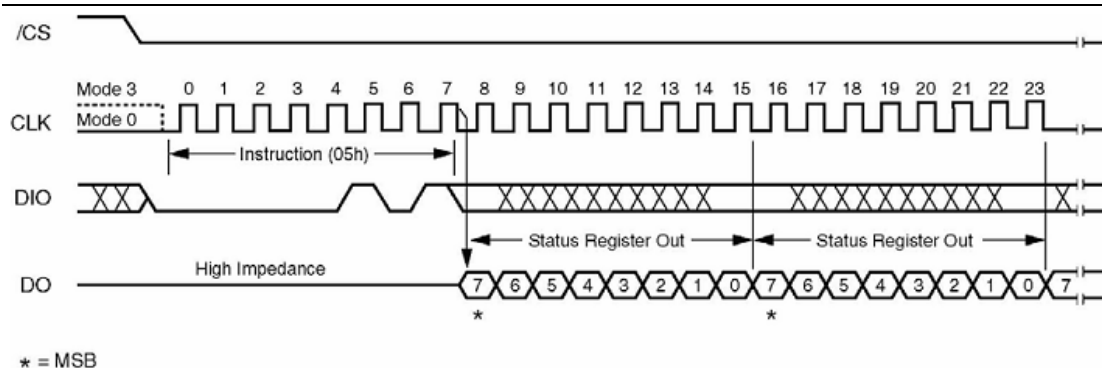 /CS
Mode 3
0 1 2 3 4 5 6 7 8 9 10 11 12 13 14 15 16 17 18 19 20 21 22 23
CLK
Mode 0
Instruction (05h)
DIO
Status Register Out
Status Register Out
High Impedance
DO
7 6 5 4 3 2 1 0 7 6 5 4 3 2 1 0 7
* *
* = MSB